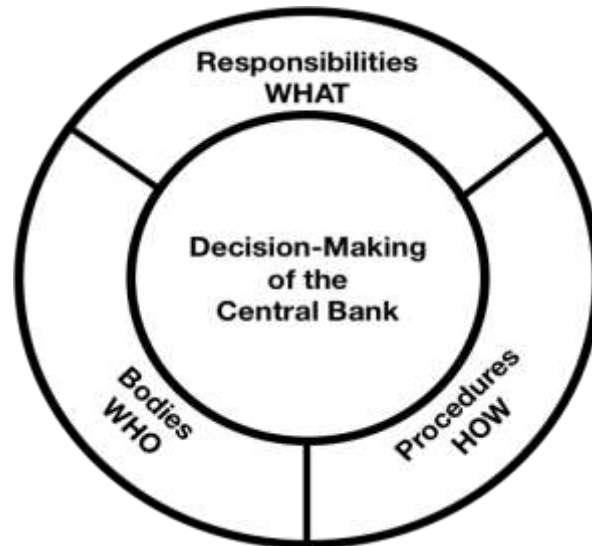 Responsibilities
WHAT
Decision-Making
of the
Central Bank
Bodies
WHO
Procedures
HOW